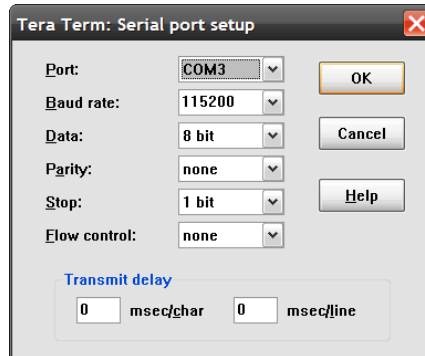 Tera Term: Serial port setup
Port: COM3 OK
Baud rate: 115200
Data: 8 bit Cancel
Parity: none
Stop: 1 bit Help
Flow control: none
Transmit delay
0 msec/char 0 msec/line